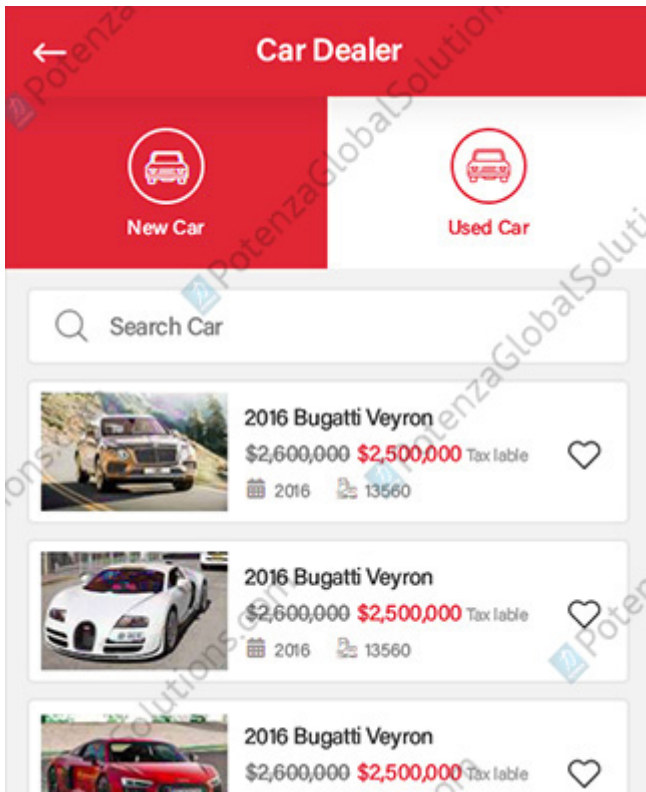 Car Dealer
New Car
Used Car
Search Car
2016 Bugatti Veyron
$2,600,000 $2,500,000 Tax lable
2016 13560
2016 Bugatti Veyron
$2,600,000 $2,500,000 Tax lable
2016 13560
2016 Bugatti Veyron
$2,600,000 $2,500,000 Tax lable
PotenzaGlobalSolutions.com